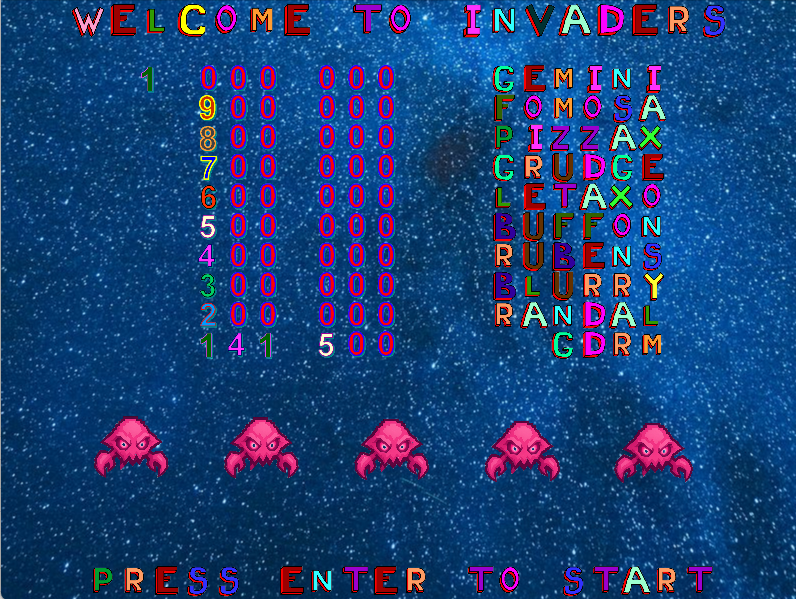 WELCOME TO INVADERS
1 000 000 GEMINI
900 000 FOMOSA
800 000 PIZZAX
700 000 GRUDGE
600 000 LETAXO
500 000 BUFFON
400 000 RUBENS
300 000 BLURRY
200 000 RANDAL
141 500 GDRM
PRESS ENTER TO START